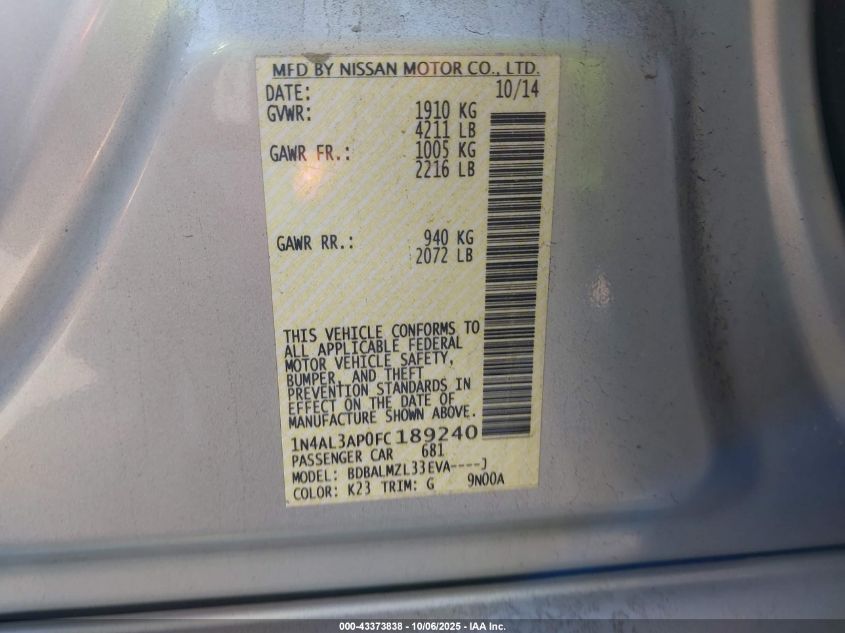 MFD BY NISSAN MOTOR CO., LTD.
DATE: 10/14
GVWR: 1910 KG
4211 LB
GAWR FR.: 1005 KG
2216 LB
GAWR RR.: 940 KG
2072 LB
THIS VEHICLE CONFORMS TO
ALL APPLICABLE FEDERAL
MOTOR VEHICLE SAFETY,
BUMPER, AND THEFT
PREVENTION STANDARDS IN
EFFECT ON THE DATE OF
MANUFACTURE SHOWN ABOVE.
1N4AL3AP0FC189240
PASSENGER CAR 681
MODEL: BDBALMZL33EVA----J
COLOR: K23 TRIM: G 9N00A
000-43373838 - 10/06/2025 - IAA Inc.